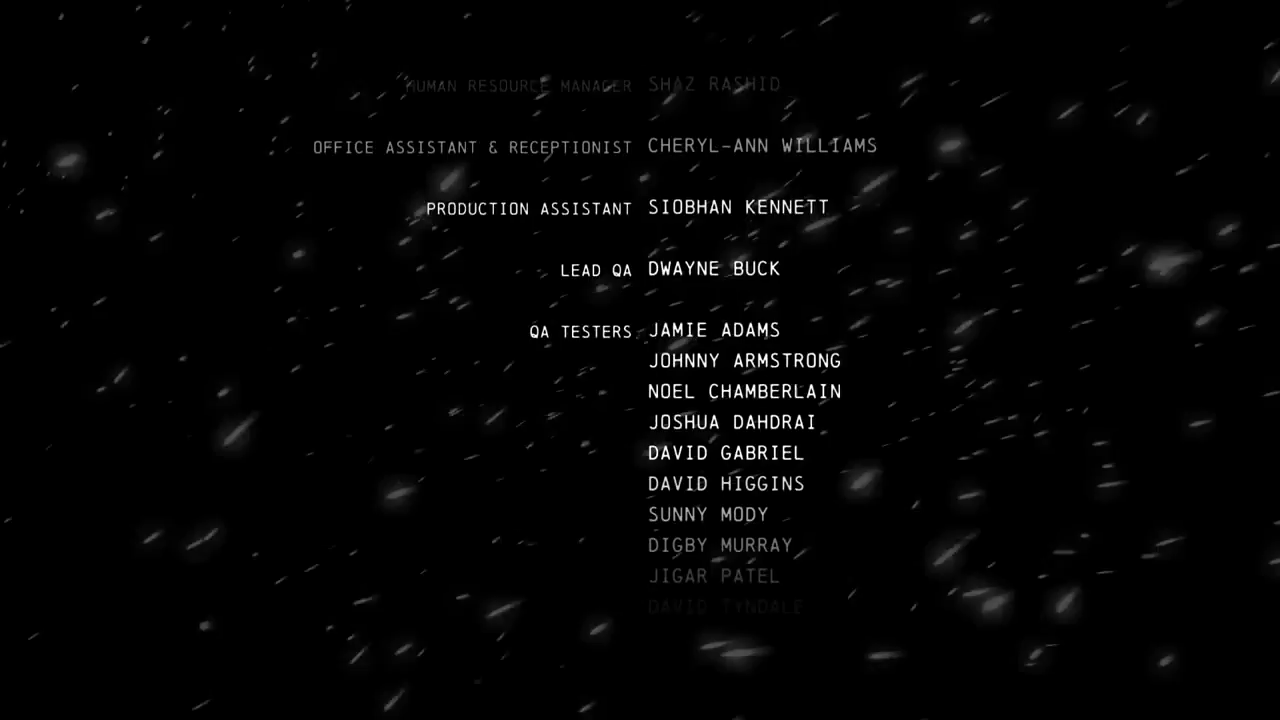 HUMAN RESOURCE MANAGER SHAZ RASHID
OFFICE ASSISTANT & RECEPTIONIST CHERYL-ANN WILLIAMS
PRODUCTION ASSISTANT SIOBHAN KENNETT
LEAD QA DWAYNE BUCK
QA TESTERS JAMIE ADAMS
JOHNNY ARMSTRONG
NOEL CHAMBERLAIN
JOSHUA DAHDRAI
DAVID GABRIEL
DAVID HIGGINS
SUNNY MODY
DIGBY MURRAY
JIGAR PATEL
DAVID TYNDALE